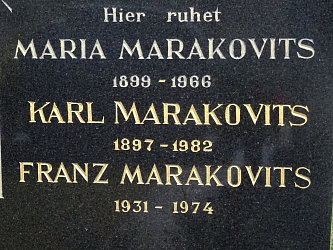 Hier ruhet
MARIA MARAKOVITS
1899 - 1966
KARL MARAKOVITS
1897 - 1982
FRANZ MARAKOVITS
1931 - 1974